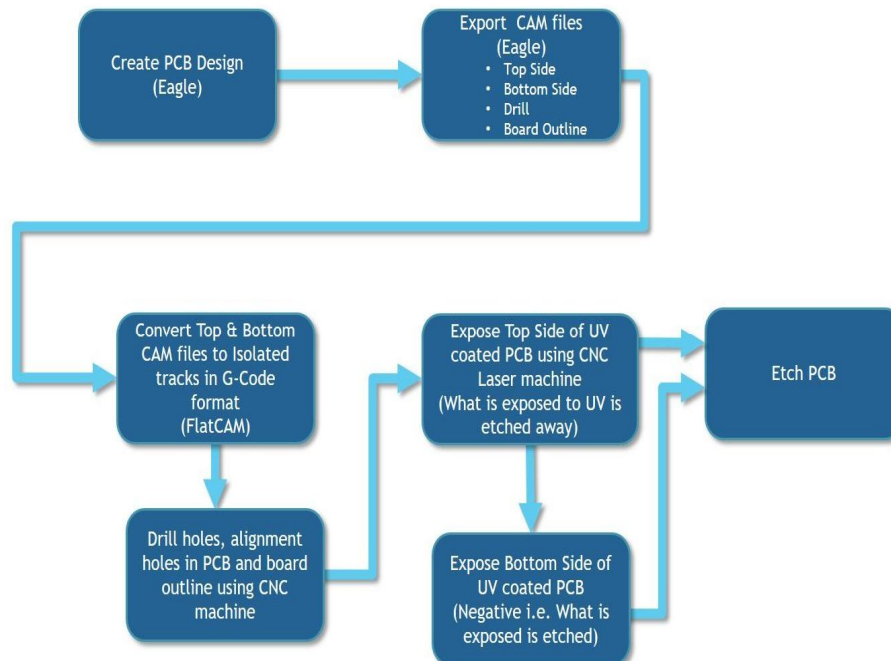 Create PCB Design
(Eagle)
Export CAM files
(Eagle)
• Top Side
• Bottom Side
• Drill
• Board Outline
Convert Top & Bottom
CAM files to Isolated
tracks in G-Code
format
(FlatCAM)
Drill holes, alignment
holes in PCB and board
outline using CNC
machine
Expose Top Side of UV
coated PCB using CNC
Laser machine
(What is exposed to UV is
etched away)
Expose Bottom Side of
UV coated PCB
(Negative i.e. What is
exposed is etched)
Etch PCB